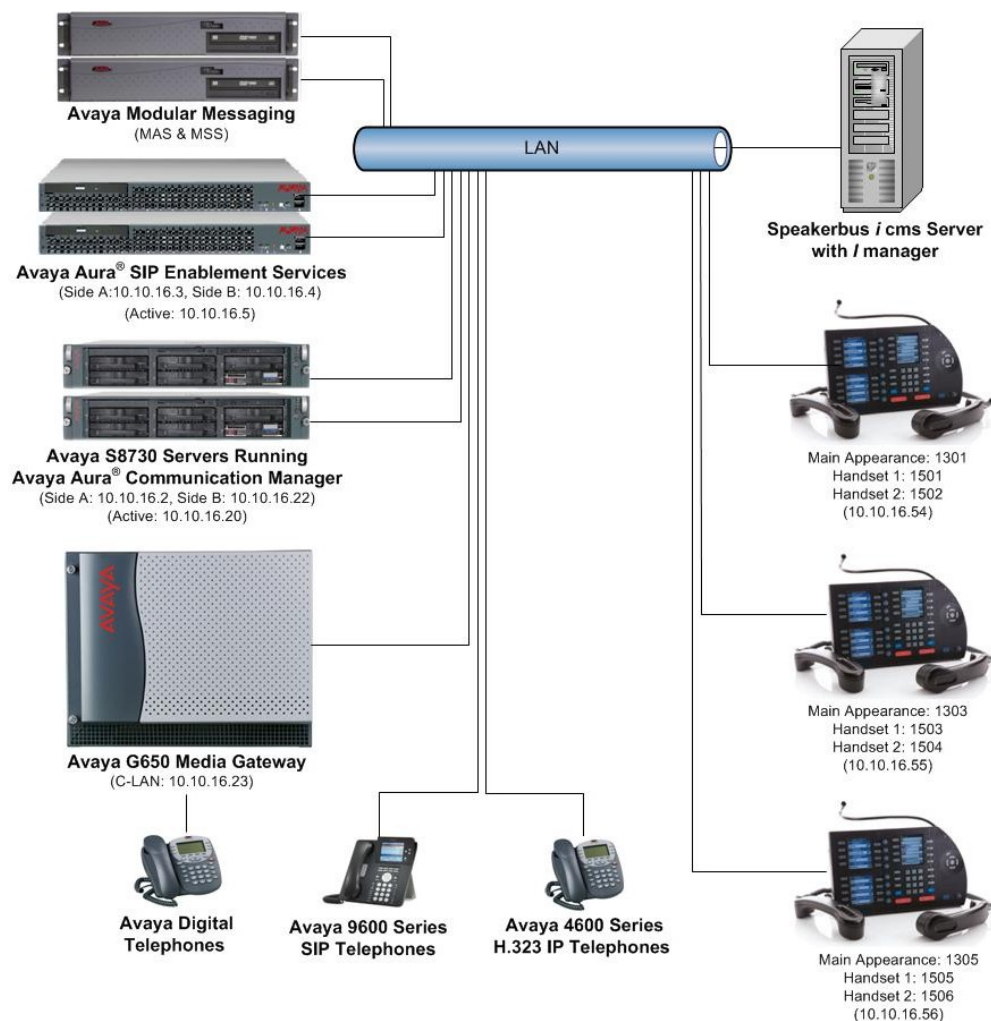 Avaya Modular Messaging
(MAS & MSS)
LAN
Speakerbus i cms Server
with I manager
AVAYA
AVAYA
Avaya Aura® SIP Enablement Services
(Side A:10.10.16.3, Side B: 10.10.16.4)
(Active: 10.10.16.5)
Avaya S8730 Servers Running
Avaya Aura® Communication Manager
(Side A: 10.10.16.2, Side B: 10.10.16.22)
(Active: 10.10.16.20)
Main Appearance: 1301
Handset 1: 1501
Handset 2: 1502
(10.10.16.54)
AVAYA
Avaya G650 Media Gateway
(C-LAN: 10.10.16.23)
Main Appearance: 1303
Handset 1: 1503
Handset 2: 1504
(10.10.16.55)
Avaya Digital
Telephones
Avaya 9600 Series
SIP Telephones
Avaya 4600 Series
H.323 IP Telephones
Main Appearance: 1305
Handset 1: 1505
Handset 2: 1506
(10.10.16.56)